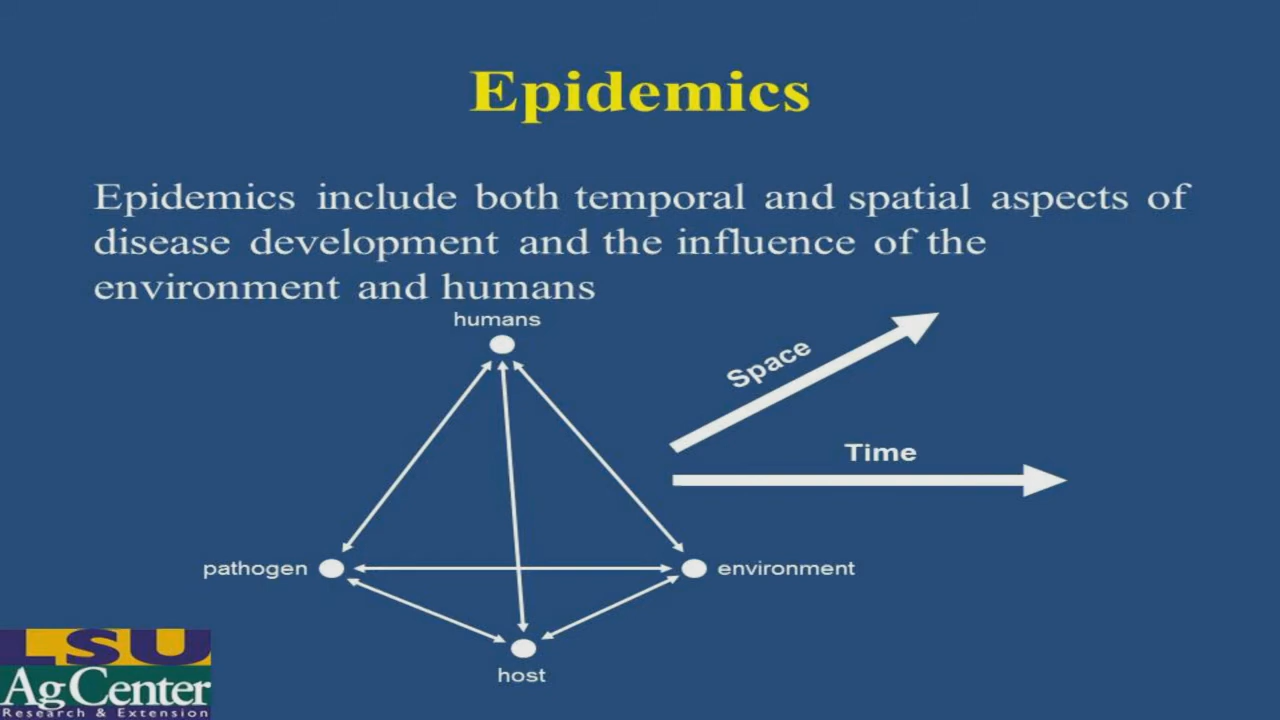 Epidemics
Epidemics include both temporal and spatial aspects of
disease development and the influence of the
environment and humans
humans
Space
Time
pathogen
environment
host
LSU
AgCenter
Research & Extension